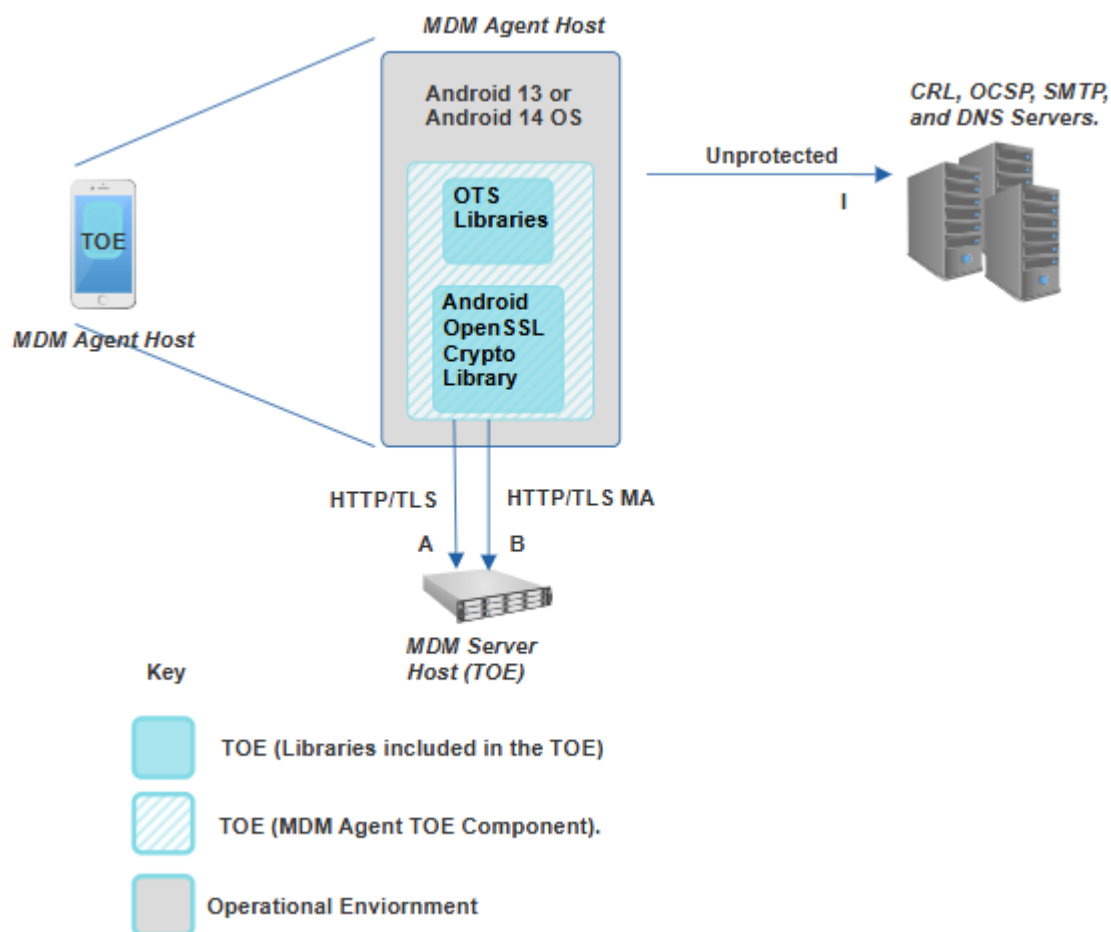 MDM Agent Host
Android 13 or
Android 14 OS
CRL, OCSP, SMTP,
and DNS Servers.
Unprotected
I
OTS
Libraries
TOE
Android
OpenSSL
Crypto
Library
MDM Agent Host
HTTP/TLS
HTTP/TLS MA
A
B
MDM Server
Host (TOE)
Key
TOE (Libraries included in the TOE)
TOE (MDM Agent TOE Component).
Operational Enviornment